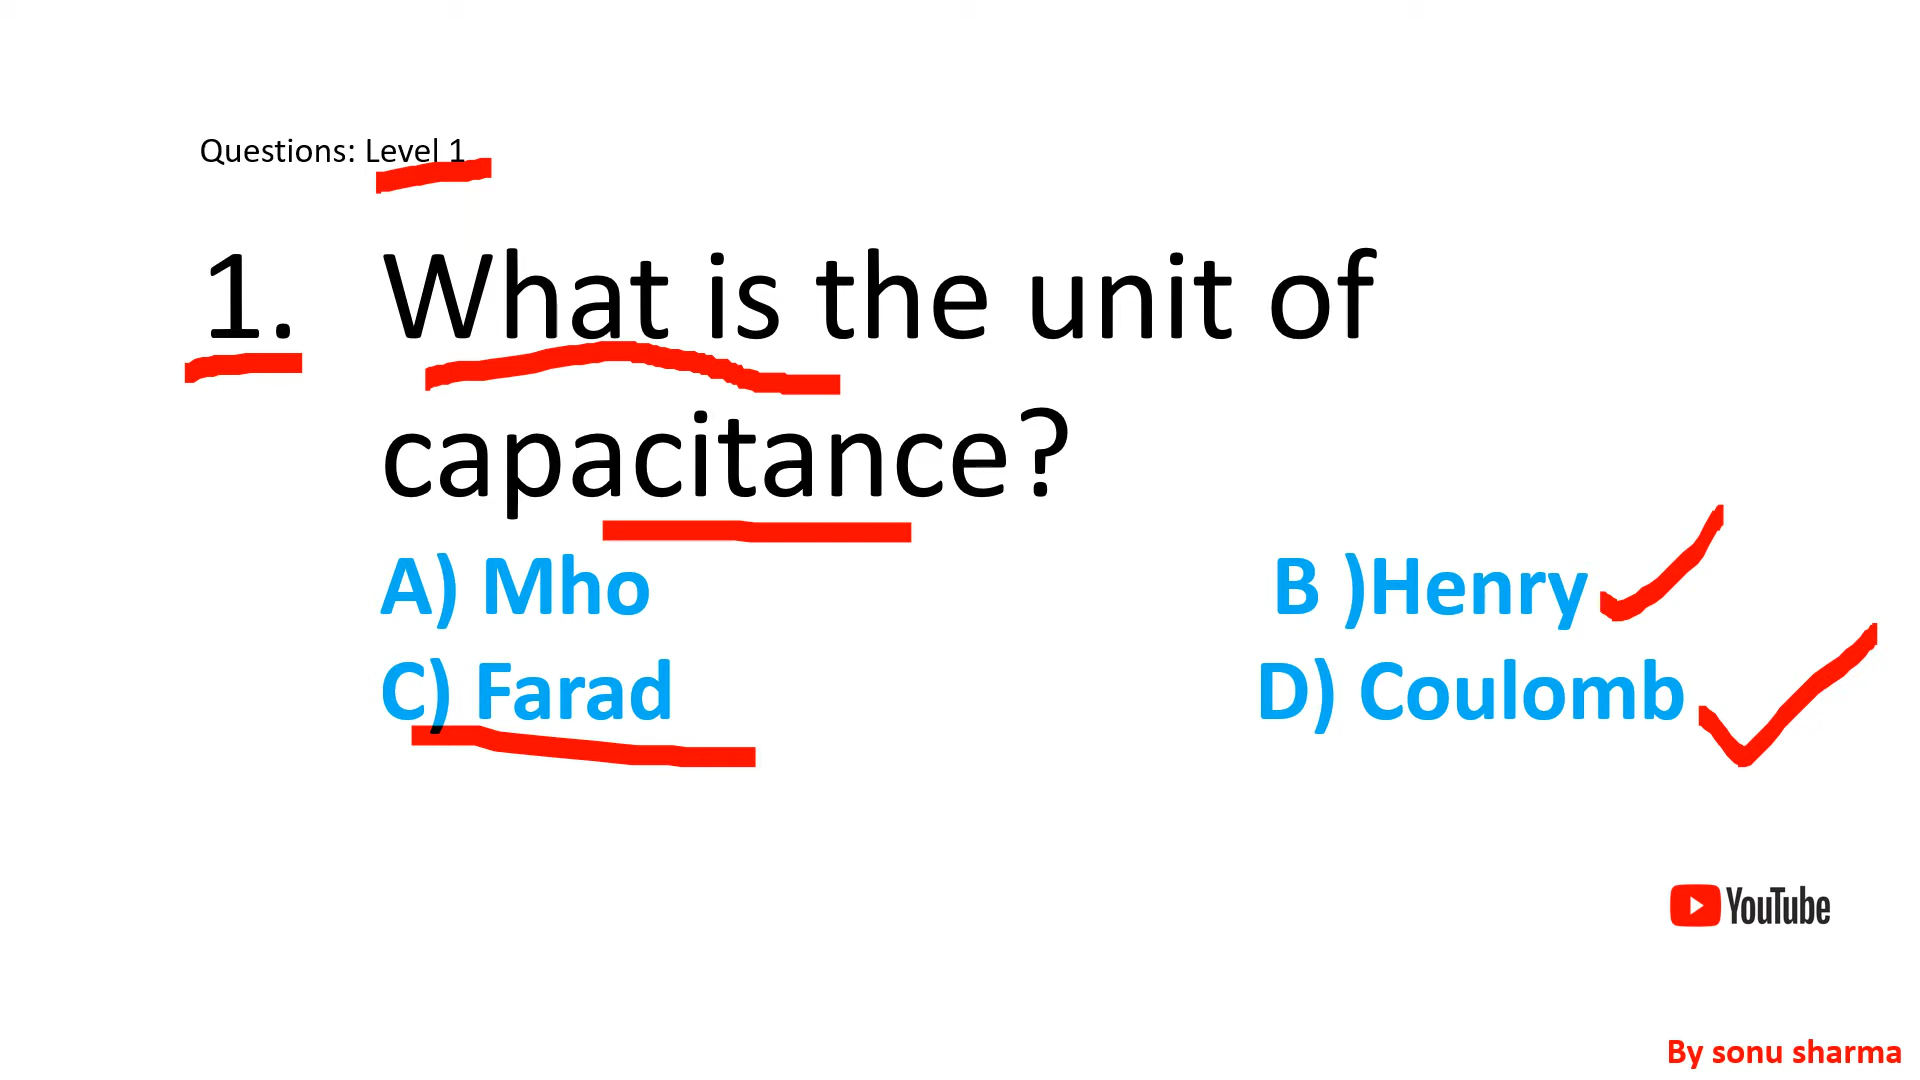 Questions: Level 1
1. What is the unit of
capacitance?
A) Mho B )Henry
C) Farad D) Coulomb
YouTube
By sonu sharma